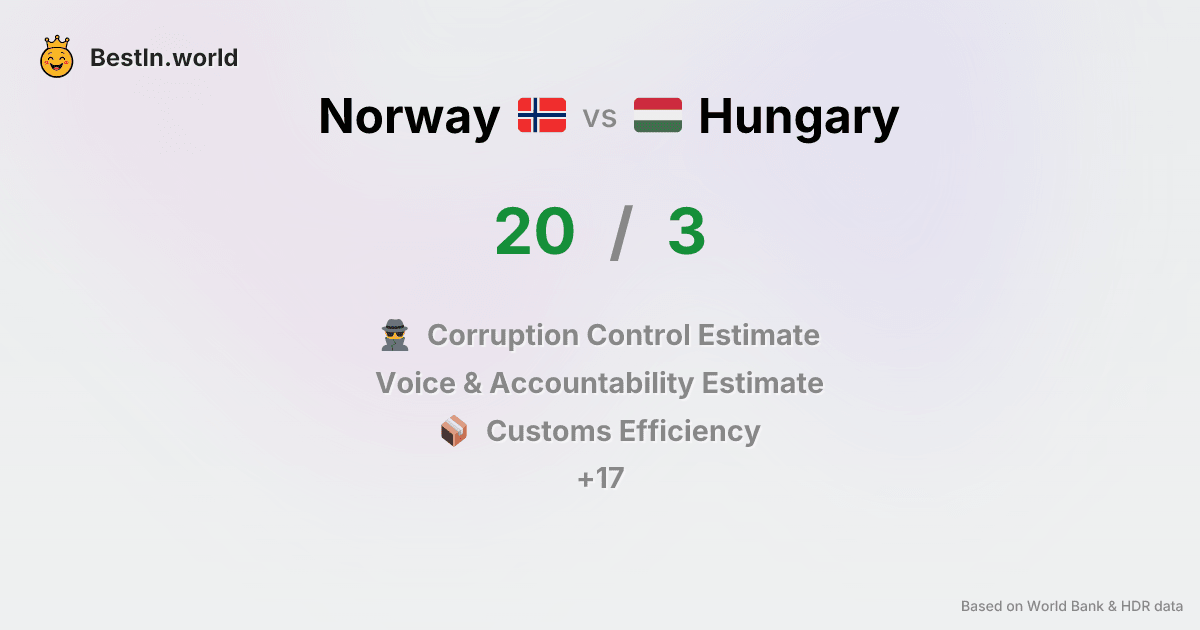 BestIn.world
Norway vs Hungary
20 / 3
Corruption Control Estimate
Voice & Accountability Estimate
Customs Efficiency
+17
Based on World Bank & HDR data